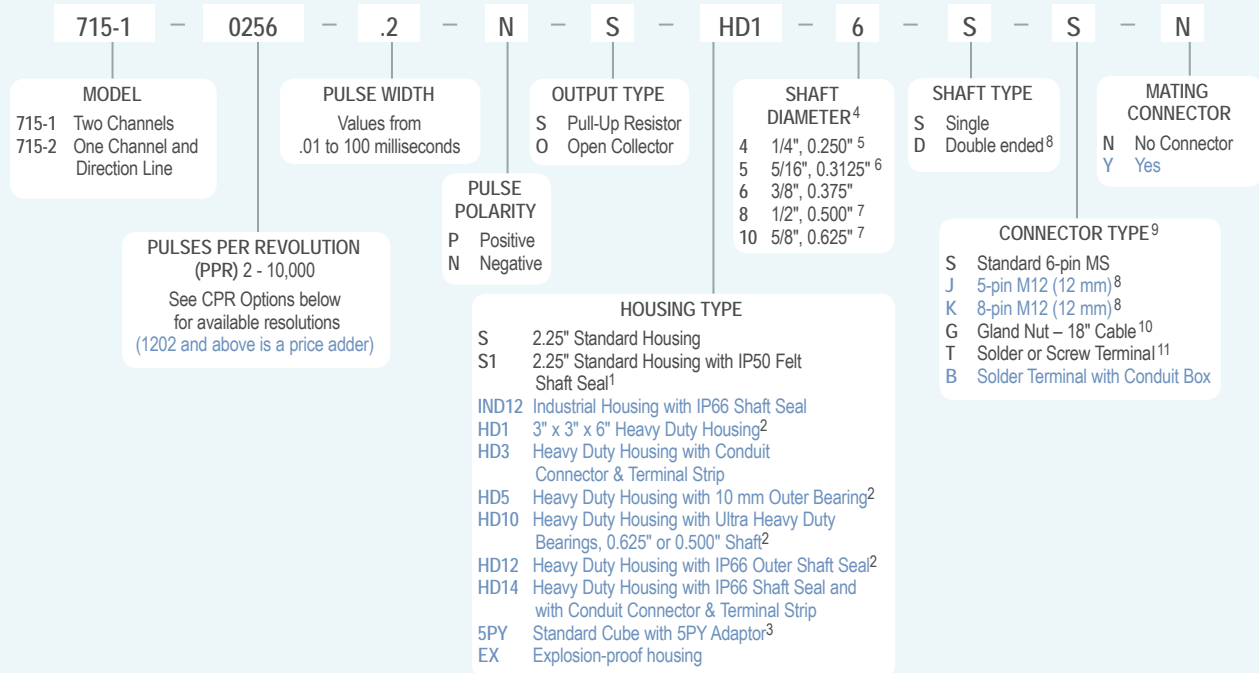 715-1 – 0256 – .2 – N – S – HD1 – 6 – S – S – N
MODEL
715-1 Two Channels
715-2 One Channel and
Direction Line
PULSES PER REVOLUTION
(PPR) 2 - 10,000
See CPR Options below
for available resolutions
(1202 and above is a price adder)
PULSE WIDTH
Values from
.01 to 100 milliseconds
PULSE
POLARITY
P Positive
N Negative
OUTPUT TYPE
S Pull-Up Resistor
O Open Collector
HOUSING TYPE
S 2.25" Standard Housing
S1 2.25" Standard Housing with IP50 Felt
Shaft Seal1
IND12 Industrial Housing with IP66 Shaft Seal
HD1 3" x 3" x 6" Heavy Duty Housing2
HD3 Heavy Duty Housing with Conduit
Connector & Terminal Strip
HD5 Heavy Duty Housing with 10 mm Outer Bearing2
HD10 Heavy Duty Housing with Ultra Heavy Duty
Bearings, 0.625" or 0.500" Shaft2
HD12 Heavy Duty Housing with IP66 Outer Shaft Seal2
HD14 Heavy Duty Housing with IP66 Shaft Seal and
with Conduit Connector & Terminal Strip
5PY Standard Cube with 5PY Adaptor3
EX Explosion-proof housing
SHAFT
DIAMETER4
4 1/4", 0.250" 5
5 5/16", 0.3125" 6
6 3/8", 0.375"
8 1/2", 0.500" 7
10 5/8", 0.625" 7
SHAFT TYPE
S Single
D Double ended8
CONNECTOR TYPE9
S Standard 6-pin MS
J 5-pin M12 (12 mm)8
K 8-pin M12 (12 mm)8
G Gland Nut – 18" Cable10
T Solder or Screw Terminal11
B Solder Terminal with Conduit Box
MATING
CONNECTOR
N No Connector
Y Yes